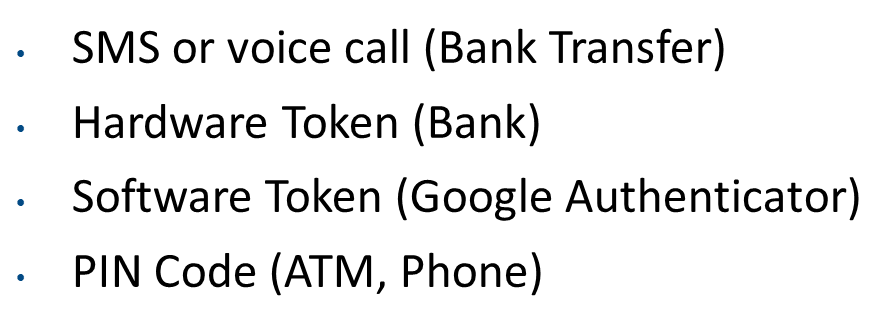 • SMS or voice call (Bank Transfer)
• Hardware Token (Bank)
• Software Token (Google Authenticator)
• PIN Code (ATM, Phone)